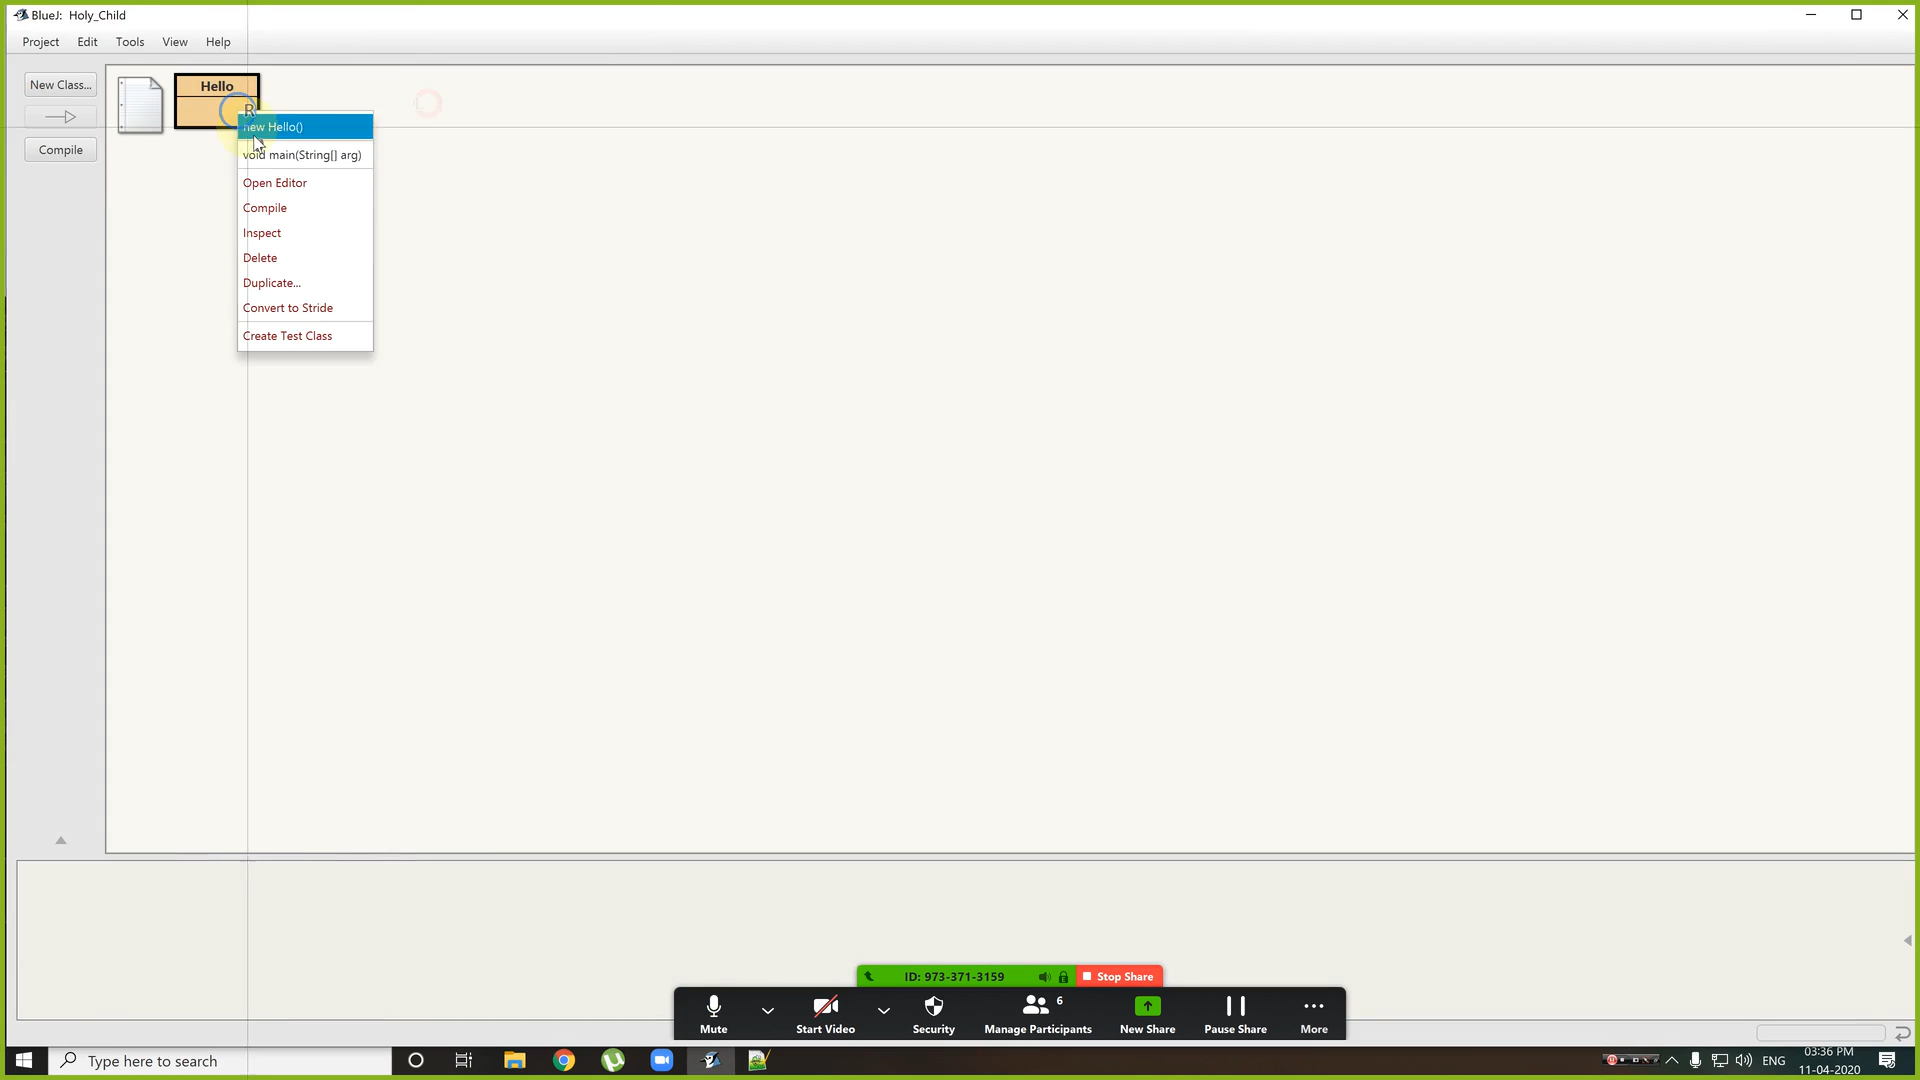 BlueJ: Holy_Child
Project Edit Tools View Help
New Class...
Compile
Hello
R
new Hello()
void main(String[] arg)
Open Editor
Compile
Inspect
Delete
Duplicate...
Convert to Stride
Create Test Class
ID: 973-371-3159
Stop Share
Mute
Start Video
Security
6
Manage Participants
New Share
Pause Share
More
Type here to search
ENG
03:36 PM
11-04-2020